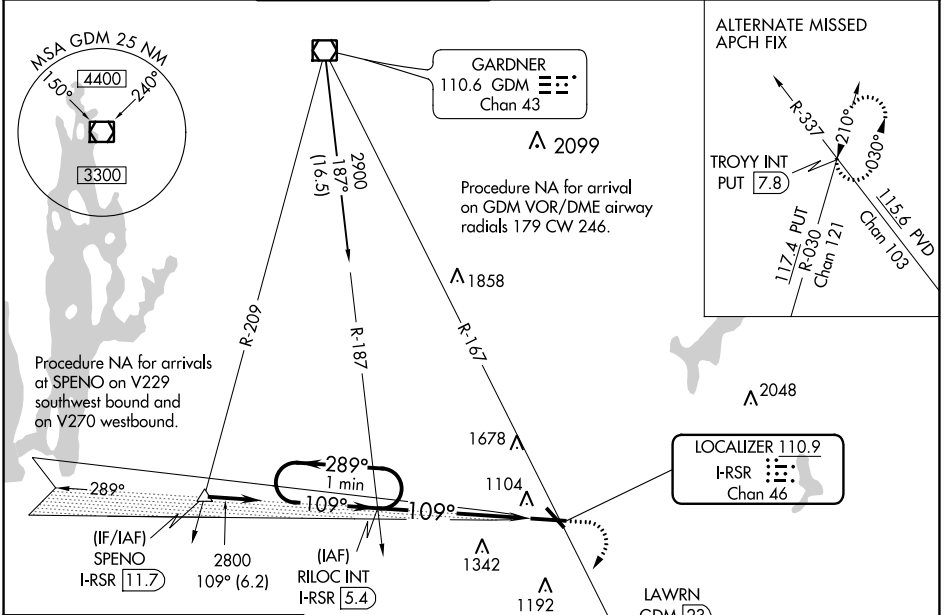 MSA GDM 25 NM
150°
4400
240°
3300
GARDNER
110.6 GDM
Chan 43
2099
Procedure NA for arrival
on GDM VOR/DME airway
radials 179 CW 246.
2900
187°
(16.5)
1858
R-209
R-187
R-167
ALTERNATE MISSED
APCH FIX
R-337
210°
030°
TROYY INT
PUT 7.8
117.4 PUT
R-030
Chan 121
115.6 PVD
Chan 103
Procedure NA for arrivals
at SPENO on V229
southwest bound and
on V270 westbound.
2048
1678
LOCALIZER 110.9
I-RSR
Chan 46
289°
1 min
109°
109°
1104
289°
(IF/IAF)
SPENO
I-RSR 11.7
2800
109° (6.2)
(IAF)
RILOC INT
I-RSR 5.4
1342
1192
LAWRN
GDM 23